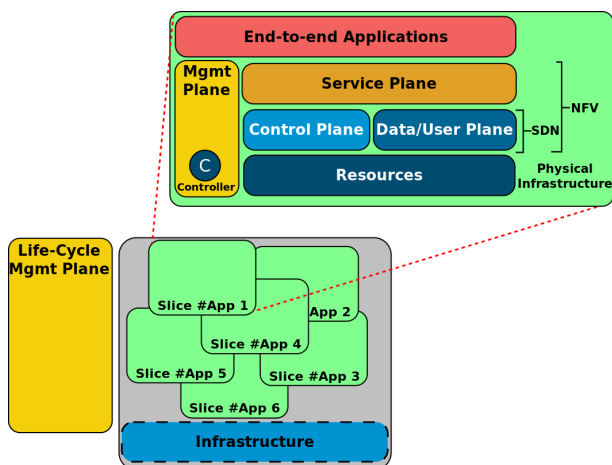 End-to-end Applications
Mgmt
Plane
Service Plane
Control Plane
Data/User Plane
SDN
NFV
C
Controller
Resources
Physical
Infrastructure
Life-Cycle
Mgmt Plane
Slice #App 1
App 2
Slice #App 4
Slice #App 5
Slice #App 3
Slice #App 6
Infrastructure